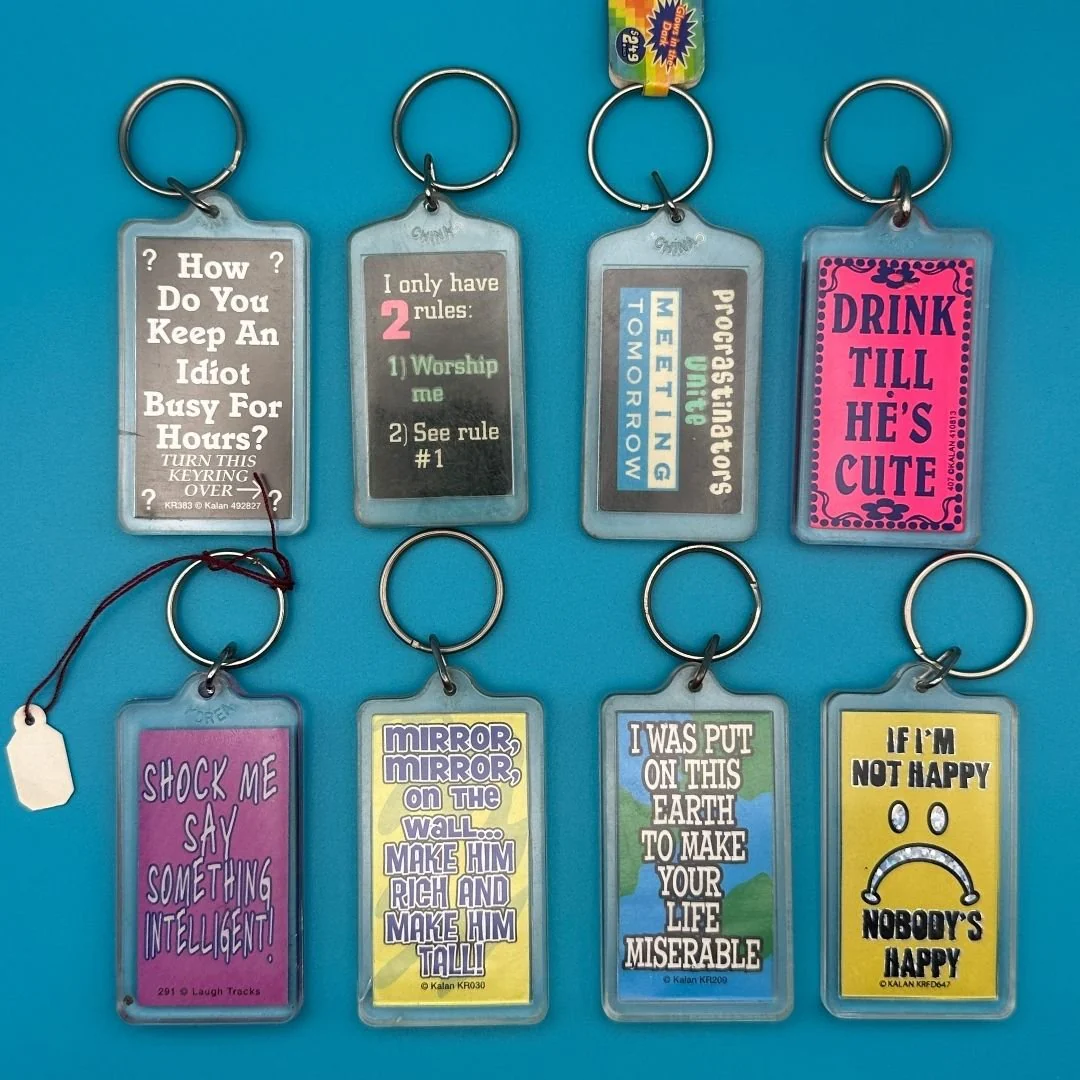 Glows in the
Dark
$2.49
? How ?
Do You
Keep An
Idiot
Busy For
Hours?
TURN THIS
KEYRING
OVER→
? ?
KR383 © Kalan 492827
CHINA
I only have
2 rules:
1) Worship
me
2) See rule
#1
CHINA
Procrastinators
Unite
MEETING
TOMORROW
DRINK
TILL
HE'S
CUTE
407 ©KALAN 410813
KOREA
SHOCK ME
SAY
SOMETHING
INTELLIGENT!
291 © Laugh Tracks
MIRROR,
MIRROR,
ON THE
WALL...
MAKE HIM
RICH AND
MAKE HIM
TALL!
© Kalan KR030
I WAS PUT
ON THIS
EARTH
TO MAKE
YOUR
LIFE
MISERABLE
© Kalan KR209
IF I'M
NOT HAPPY
NOBODY'S
HAPPY
© KALAN KRFD647